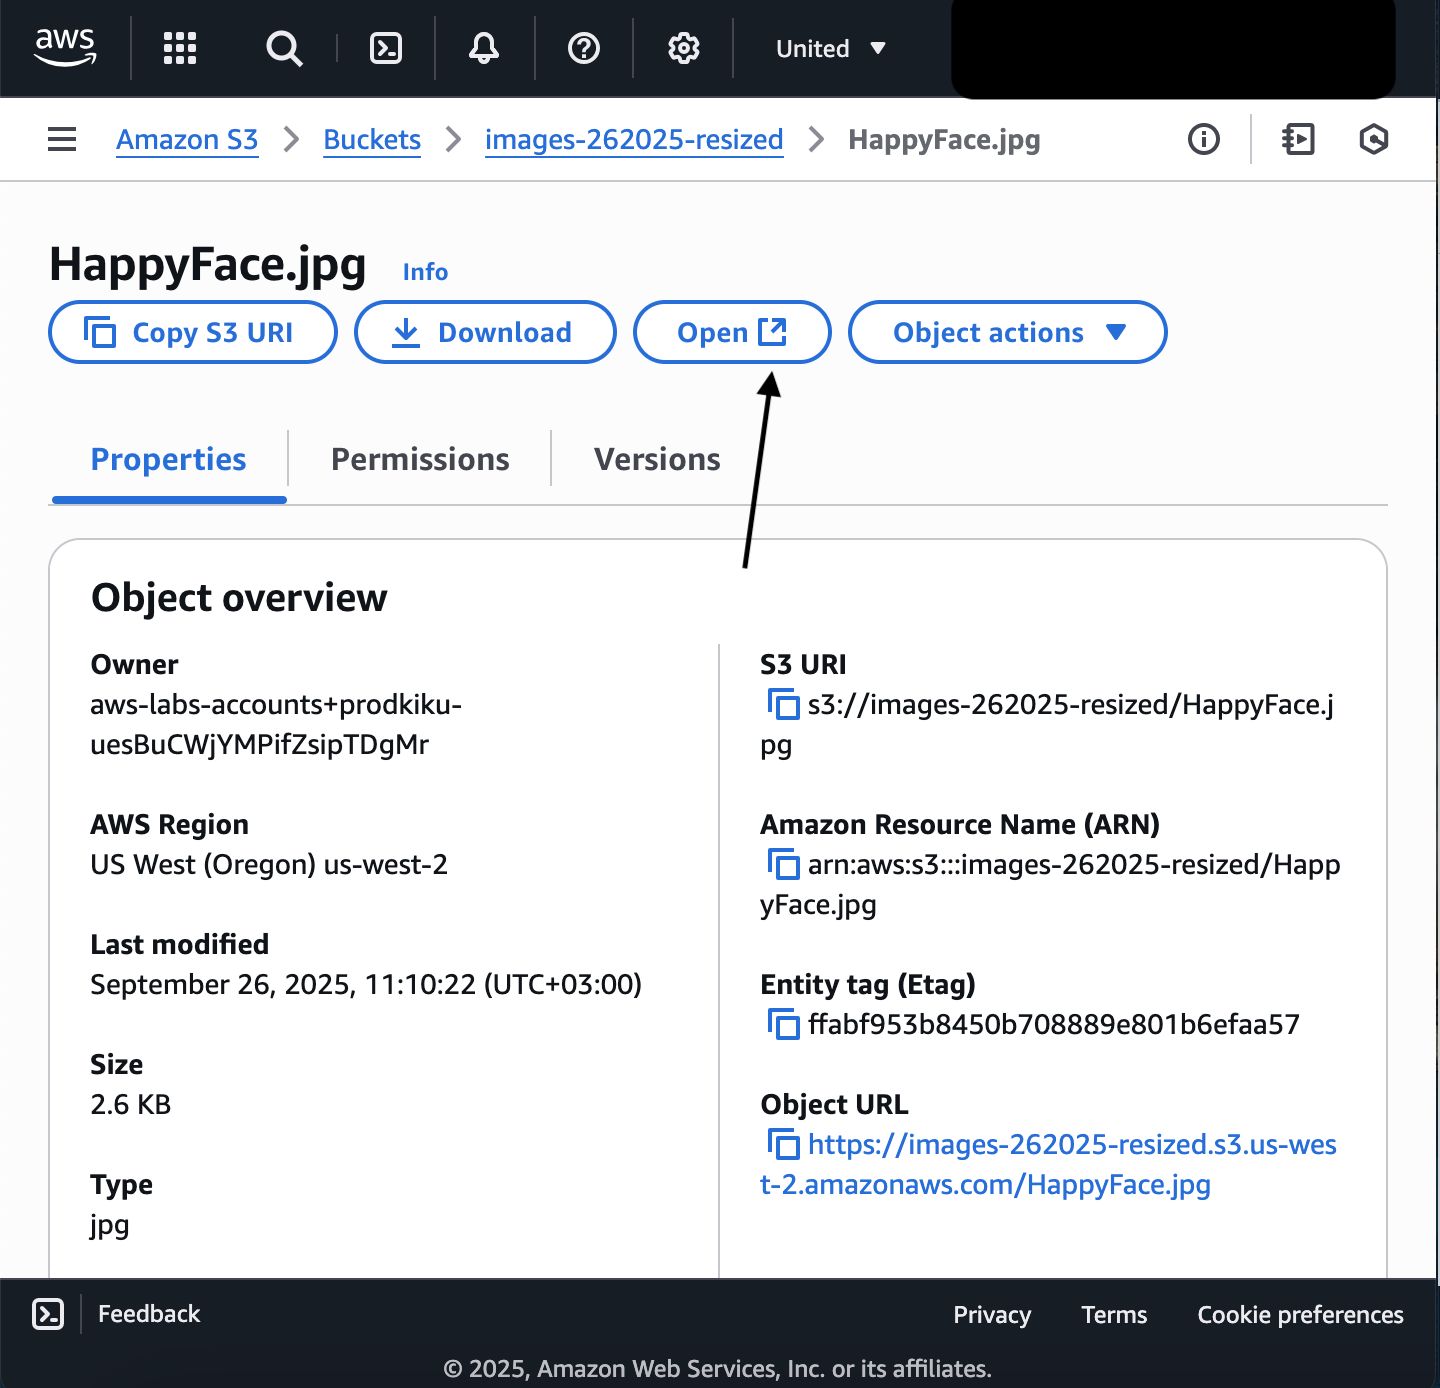 aws
United
Amazon S3 > Buckets > images-262025-resized > HappyFace.jpg
HappyFace.jpg Info
Copy S3 URI
Download
Open
Object actions
Properties
Permissions
Versions
Object overview
Owner
aws-labs-accounts+prodkiku-
uesBuCWjYMPifZsipTDgMr
AWS Region
US West (Oregon) us-west-2
Last modified
September 26, 2025, 11:10:22 (UTC+03:00)
Size
2.6 KB
Type
jpg
S3 URI
s3://images-262025-resized/HappyFace.j
pg
Amazon Resource Name (ARN)
arn:aws:s3:::images-262025-resized/Happ
yFace.jpg
Entity tag (Etag)
ffabf953b8450b708889e801b6efaa57
Object URL
https://images-262025-resized.s3.us-wes
t-2.amazonaws.com/HappyFace.jpg
Feedback
Privacy
Terms
Cookie preferences
© 2025, Amazon Web Services, Inc. or its affiliates.